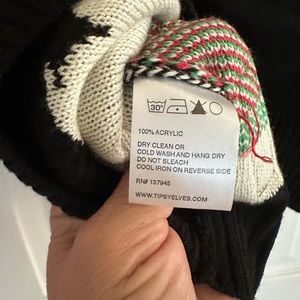 30°
100% ACRYLIC
DRY CLEAN OR
COLD WASH AND HANG DRY
DO NOT BLEACH
COOL IRON ON REVERSE SIDE
RN# 137945
WWW.TIPSYELVES.COM